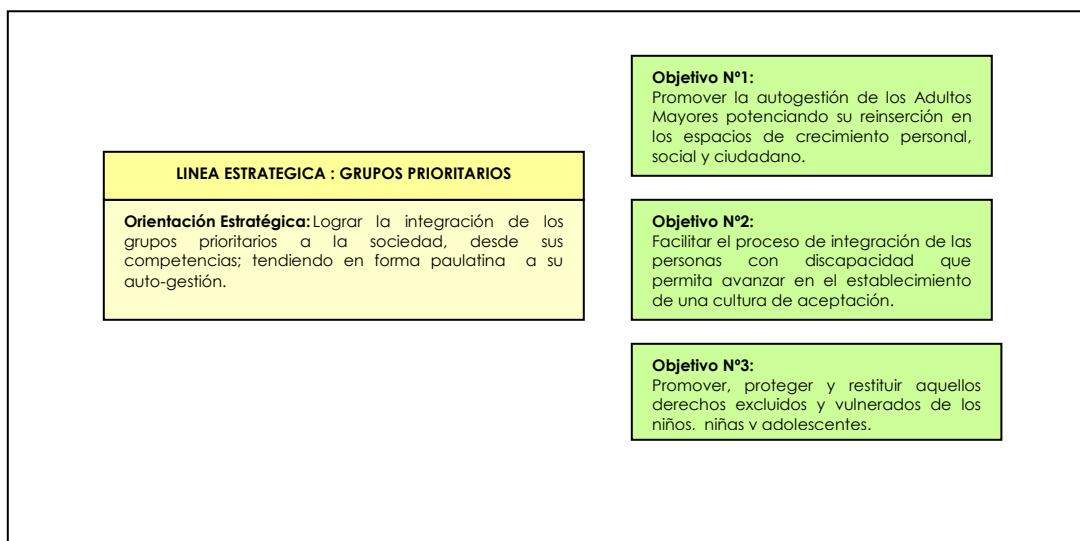 LINEA ESTRATEGICA : GRUPOS PRIORITARIOS
Orientación Estratégica: Lograr la integración de los
grupos prioritarios a la sociedad, desde sus
competencias; tendiendo en forma paulatina a su
auto-gestión.
Objetivo Nº1:
Promover la autogestión de los Adultos
Mayores potenciando su reinserción en
los espacios de crecimiento personal,
social y ciudadano.
Objetivo Nº2:
Facilitar el proceso de integración de las
personas con discapacidad que
permita avanzar en el establecimiento
de una cultura de aceptación.
Objetivo Nº3:
Promover, proteger y restituir aquellos
derechos excluidos y vulnerados de los
niños, niñas y adolescentes.